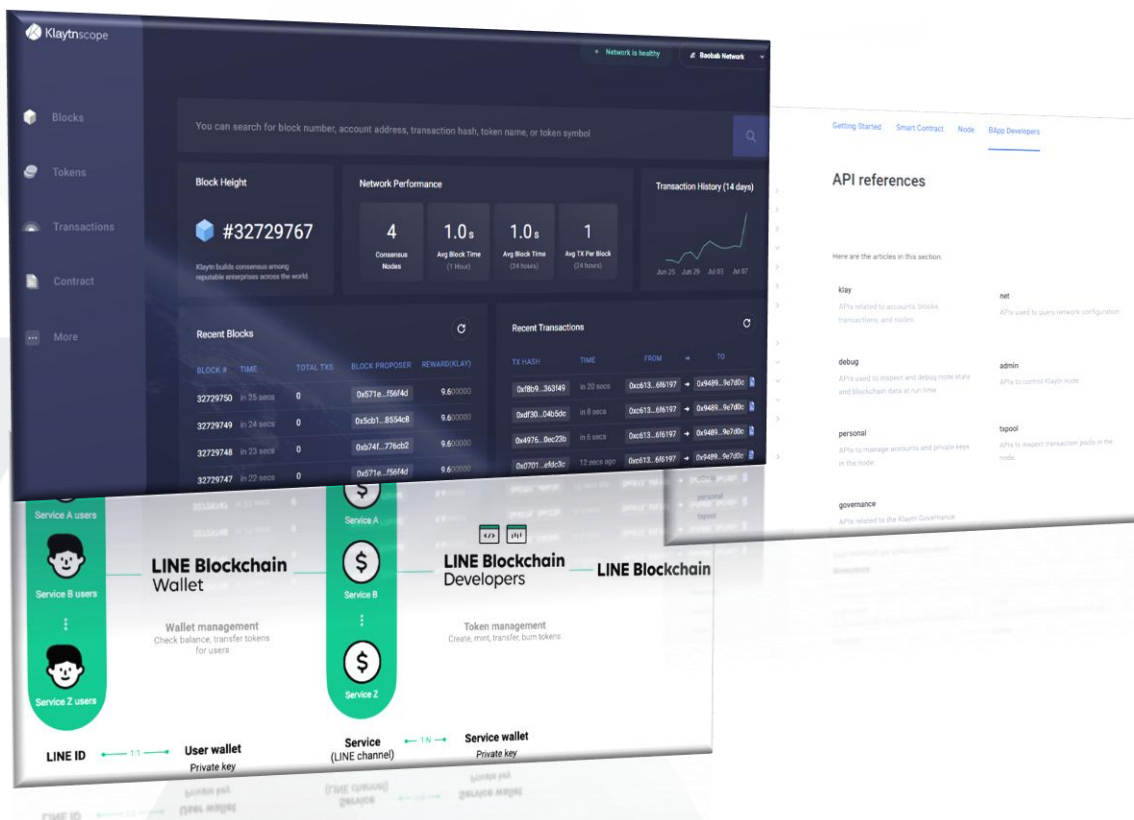 Klaytnscope
Network is healthy
Baobab Network
Blocks
Tokens
Transactions
Contract
More
You can search for block number, account address, transaction hash, token name, or token symbol
Block Height
#32729767
Klaytn builds consensus among
reputable enterprises across the world.
Network Performance
4
Consensus
Nodes
1.0 s
Avg Block Time
(1 Hour)
1.0 s
Avg Block Time
(24 hours)
1
Avg TX Per Block
(24 hours)
Transaction History (14 days)
Jun 25 Jun 29 Jul 03 Jul 07
Recent Blocks
BLOCK # TIME TOTAL TXS BLOCK PROPOSER REWARD(KLAY)
32729750 in 25 secs 0 0x571e...f56f4d 9.600000
32729749 in 24 secs 0 0x5cb1...8554c8 9.600000
32729748 in 23 secs 0 0xb74f...776cb2 9.600000
32729747 in 22 secs 0 0x571e...f56f4d 9.600000
Recent Transactions
TX HASH TIME FROM → TO
0xf8b9...363f49 in 20 secs 0xc613...6f6197 → 0x9489...9e7d0c
0xdf30...04b5dc in 8 secs 0xc613...6f6197 → 0x9489...9e7d0c
0x4976...0ec23b in 6 secs 0xc613...6f6197 → 0x9489...9e7d0c
0x0701...efdc3c 12 secs ago 0xc613...6f6197 → 0x9489...9e7d0c
Getting Started Smart Contract Node BApp Developers
API references
Here are the articles in this section:
klay
APIs related to accounts, blocks,
transactions, and nodes.
net
APIs used to query network configuration.
debug
APIs used to inspect and debug node state
and blockchain data at run time.
admin
APIs to control Klaytn node.
personal
APIs to manage accounts and private keys
in the node.
txpool
APIs to inspect transaction pools in the
node.
governance
APIs related to the Klaytn Governance
personal
txpool
Service A users
Service B users
Service Z users
LINE Blockchain
Wallet
Wallet management
Check balance, transfer tokens
for users
Service A
Service B
Service Z
LINE Blockchain
Developers
Token management
Create, mint, transfer, burn tokens
LINE Blockchain
LINE ID
1:1
User wallet
Private key
Service
(LINE channel)
1:N
Service wallet
Private key